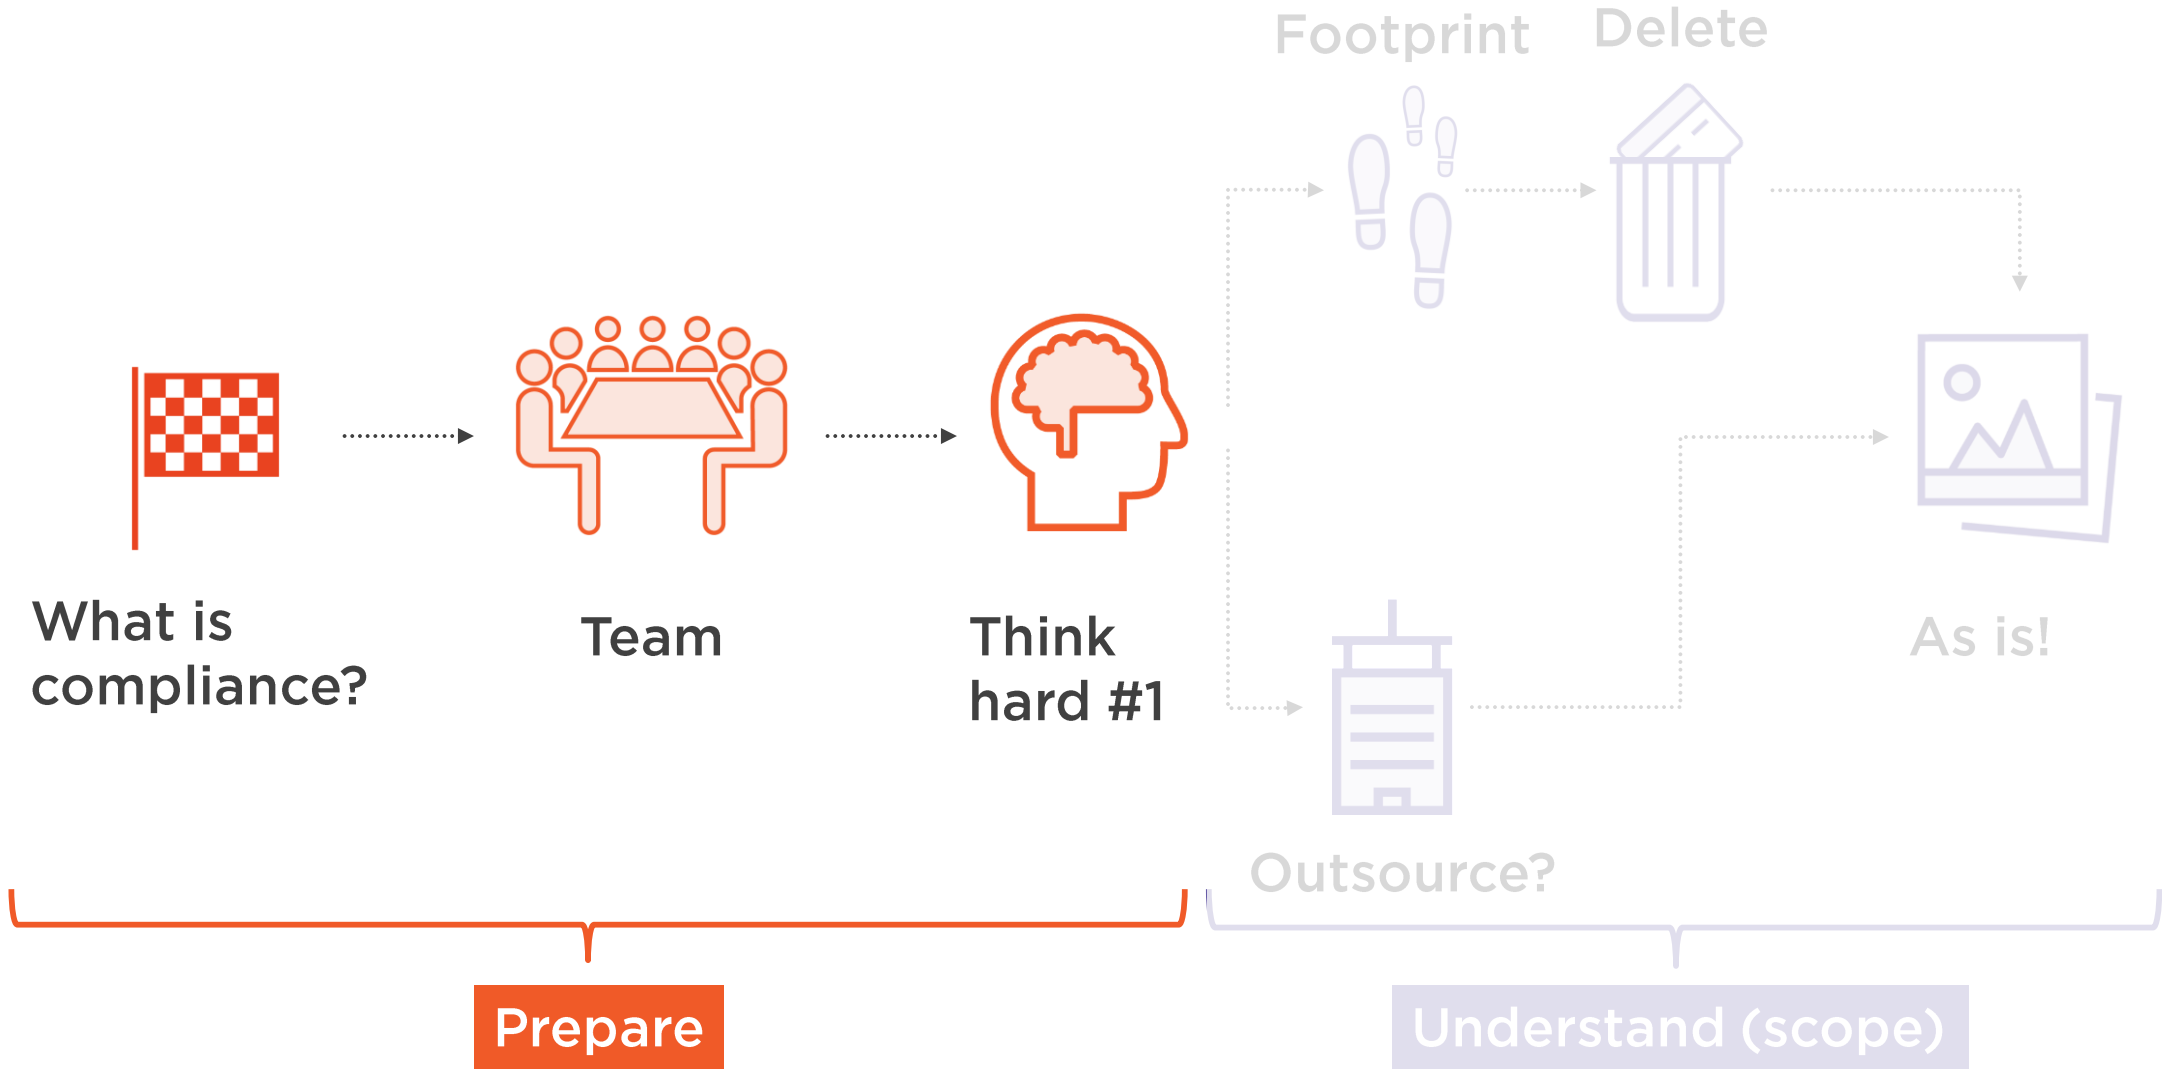 Footprint
Delete
What is
compliance?
Team
Think
hard #1
As is!
Outsource?
Prepare
Understand (scope)